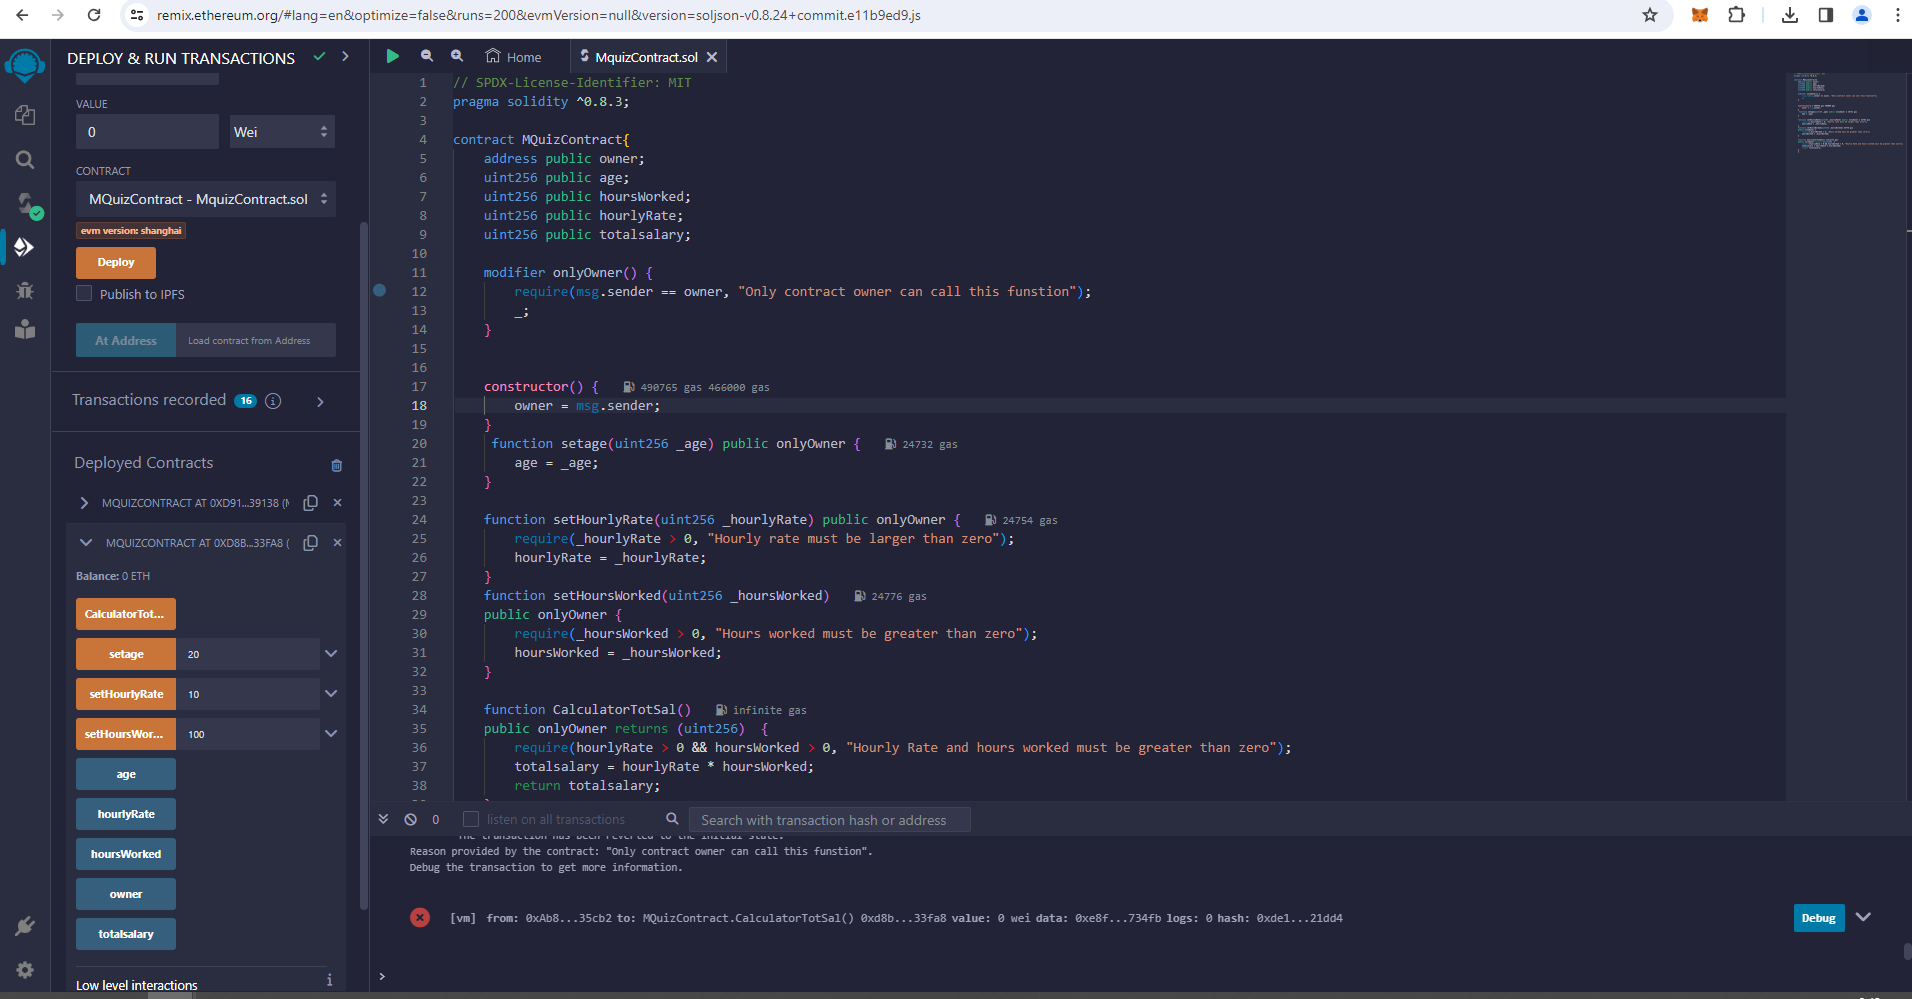 remix.ethereum.org/#lang=en&optimize=false&runs=200&evmVersion=null&version=soljson-v0.8.24+commit.e11b9ed9.js
DEPLOY & RUN TRANSACTIONS
VALUE
0
Wei
CONTRACT
MQuizContract - MquizContract.sol
evm version: shanghai
Deploy
Publish to IPFS
At Address
Load contract from Address
Transactions recorded 16 i
Deployed Contracts
MQUIZCONTRACT AT 0XD91...39138 (M
MQUIZCONTRACT AT 0XD8B...33FA8 (
Balance: 0 ETH
CalculatorTot...
setage 20
setHourlyRate 10
setHoursWor... 100
age
hourlyRate
hoursWorked
owner
totalsalary
Low level interactions i
Home
MquizContract.sol
1 // SPDX-License-Identifier: MIT
2 pragma solidity ^0.8.3;
3
4 contract MQuizContract{
5 address public owner;
6 uint256 public age;
7 uint256 public hoursWorked;
8 uint256 public hourlyRate;
9 uint256 public totalsalary;
10
11 modifier onlyOwner() {
12 require(msg.sender == owner, "Only contract owner can call this funstion");
13 _;
14 }
15
16
17 constructor() { 490765 gas 466000 gas
18 owner = msg.sender;
19 }
20 function setage(uint256 _age) public onlyOwner { 24732 gas
21 age = _age;
22 }
23
24 function setHourlyRate(uint256 _hourlyRate) public onlyOwner { 24754 gas
25 require(_hourlyRate > 0, "Hourly rate must be larger than zero");
26 hourlyRate = _hourlyRate;
27 }
28 function setHoursWorked(uint256 _hoursWorked) 24776 gas
29 public onlyOwner {
30 require(_hoursWorked > 0, "Hours worked must be greater than zero");
31 hoursWorked = _hoursWorked;
32 }
33
34 function CalculatorTotSal() infinite gas
35 public onlyOwner returns (uint256) {
36 require(hourlyRate > 0 && hoursWorked > 0, "Hourly Rate and hours worked must be greater than zero");
37 totalsalary = hourlyRate * hoursWorked;
38 return totalsalary;
0
listen on all transactions
Search with transaction hash or address
The transaction has been reverted to the initial state.
Reason provided by the contract: "Only contract owner can call this funstion".
Debug the transaction to get more information.
[vm] from: 0xAb8...35cb2 to: MQuizContract.CalculatorTotSal() 0xd8b...33fa8 value: 0 wei data: 0xe8f...734fb logs: 0 hash: 0xde1...21dd4
Debug
>